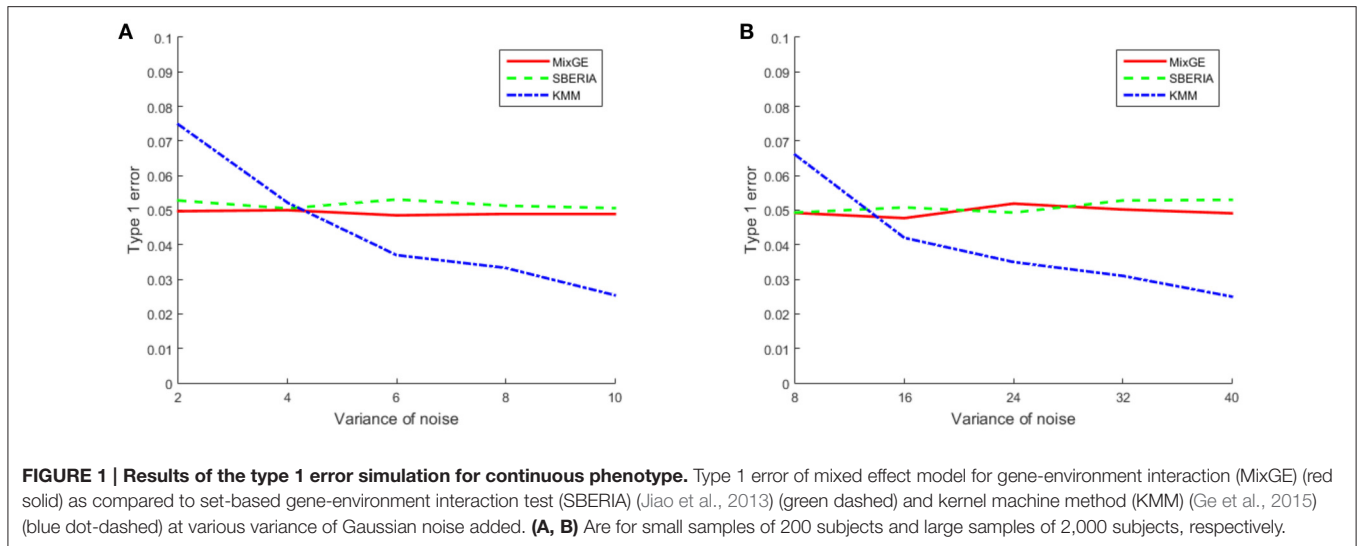 A
0.1
0.09
0.08
0.07
0.06
0.05
0.04
0.03
0.02
0.01
0
Type 1 error
2 4 6 8 10
Variance of noise
MixGE
SBERIA
KMM
B
0.1
0.09
0.08
0.07
0.06
0.05
0.04
0.03
0.02
0.01
0
Type 1 error
8 16 24 32 40
Variance of noise
MixGE
SBERIA
KMM
FIGURE 1 | Results of the type 1 error simulation for continuous phenotype. Type 1 error of mixed effect model for gene-environment interaction (MixGE) (red
solid) as compared to set-based gene-environment interaction test (SBERIA) (Jiao et al., 2013) (green dashed) and kernel machine method (KMM) (Ge et al., 2015)
(blue dot-dashed) at various variance of Gaussian noise added. (A, B) Are for small samples of 200 subjects and large samples of 2,000 subjects, respectively.